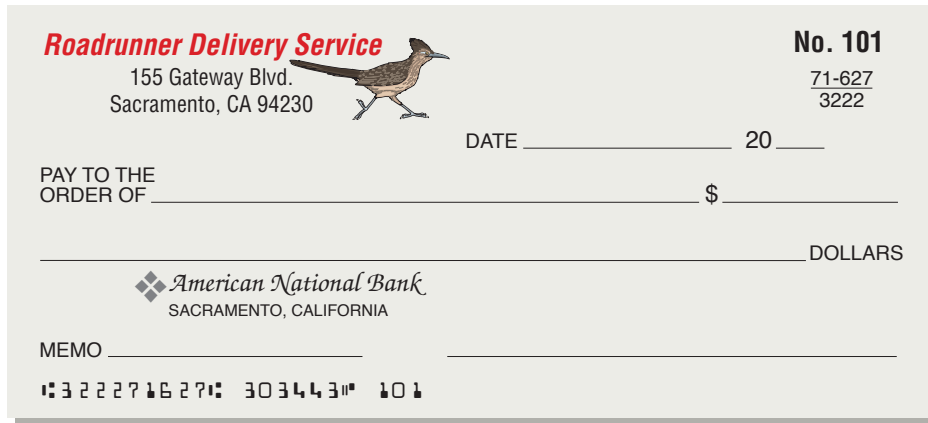 Roadrunner Delivery Service
155 Gateway Blvd.
Sacramento, CA 94230
No. 101
71-627
3222
DATE 20
PAY TO THE
ORDER OF $
DOLLARS
American National Bank
SACRAMENTO, CALIFORNIA
MEMO
⑆322271627⑆ 303443⑈ 101